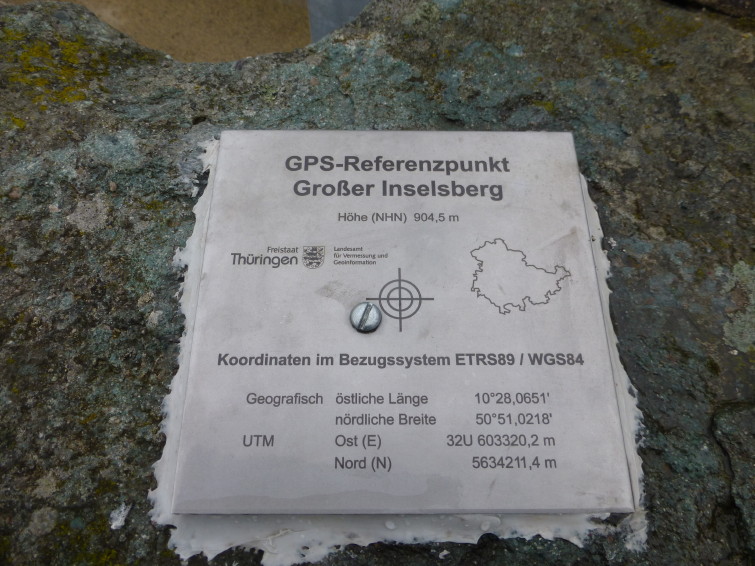 GPS-Referenzpunkt
Großer Inselsberg
Höhe (NHN) 904,5 m
Freistaat
Thüringen
Landesamt
für Vermessung und
Geoinformation
Koordinaten im Bezugssystem ETRS89 / WGS84
Geografisch östliche Länge 10°28,0651'
nördliche Breite 50°51,0218'
UTM Ost (E) 32U 603320,2 m
Nord (N) 5634211,4 m